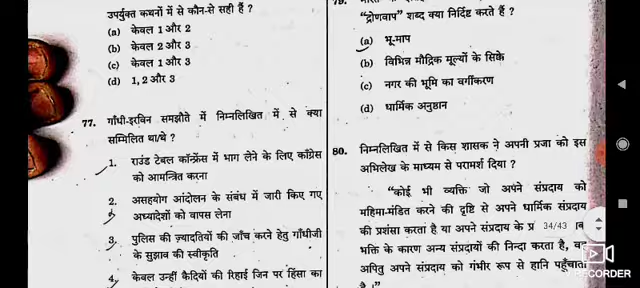 उपर्युक्त कथनों में से कौन-से सही हैं ?
(a) केवल 1 और 2
(b) केवल 2 और 3
(c) केवल 1 और 3
(d) 1, 2 और 3
77. गाँधी-इरविन समझौते में निम्नलिखित में से क्या
सम्मिलित था/थे ?
1. राउंड टेबल कॉन्फ्रेंस में भाग लेने के लिए काँग्रेस
को आमन्त्रित करना
2. असहयोग आंदोलन के संबंध में जारी किए गए
अध्यादेशों को वापस लेना
3. पुलिस की ज़्यादतियों की जाँच करने हेतु गाँधीजी
के सुझाव की स्वीकृति
4. केवल उन्हीं कैदियों की रिहाई जिन पर हिंसा का
79.
“द्रोणवाप” शब्द क्या निर्दिष्ट करते हैं ?
(a) भू-माप
(b) विभिन्न मौद्रिक मूल्यों के सिक्के
(c) नगर की भूमि का वर्गीकरण
(d) धार्मिक अनुष्ठान
80. निम्नलिखित में से किस शासक ने अपनी प्रजा को इस
अभिलेख के माध्यम से परामर्श दिया ?
“कोई भी व्यक्ति जो अपने संप्रदाय को
महिमा-मंडित करने की दृष्टि से अपने धार्मिक संप्रदाय
की प्रशंसा करता है या अपने संप्रदाय के प्र
भक्ति के कारण अन्य संप्रदायों की निन्दा करता है, वह
अपितु अपने संप्रदाय को गंभीर रूप से हानि पहुँचाता
है ।”
34/43
RECORDER